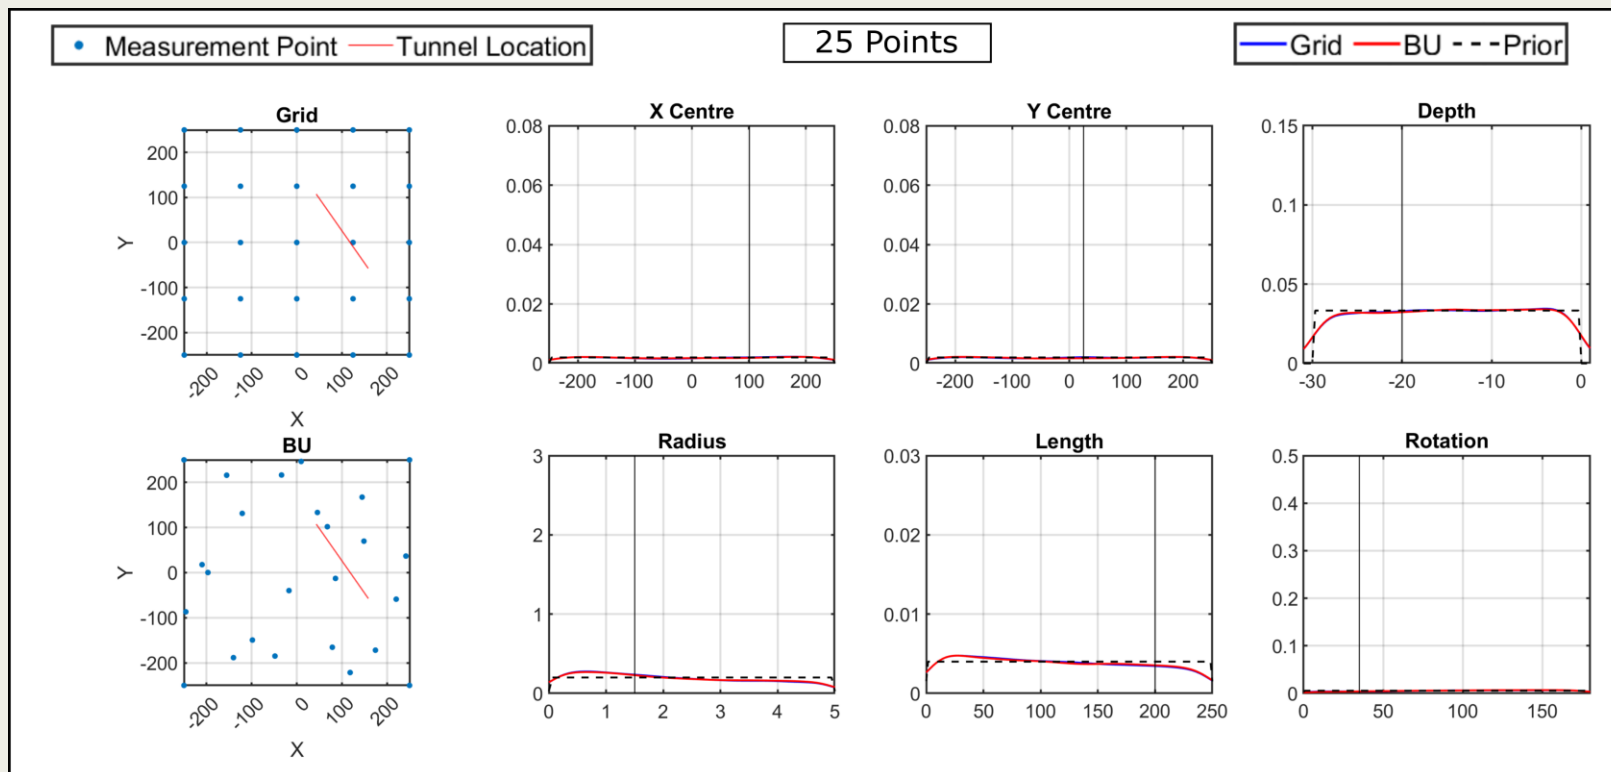 Measurement Point Tunnel Location
25 Points
Grid BU Prior
Grid
200
100
0
-100
-200
Y
-200 -100 0 100 200
X
X Centre
0.08
0.06
0.04
0.02
0
-200 -100 0 100 200
Y Centre
0.08
0.06
0.04
0.02
0
-200 -100 0 100 200
Depth
0.15
0.1
0.05
0
-30 -20 -10 0
BU
200
100
0
-100
-200
Y
-200 -100 0 100 200
X
Radius
3
2
1
0
0 1 2 3 4 5
Length
0.03
0.02
0.01
0
0 50 100 150 200 250
Rotation
0.5
0.4
0.3
0.2
0.1
0
0 50 100 150